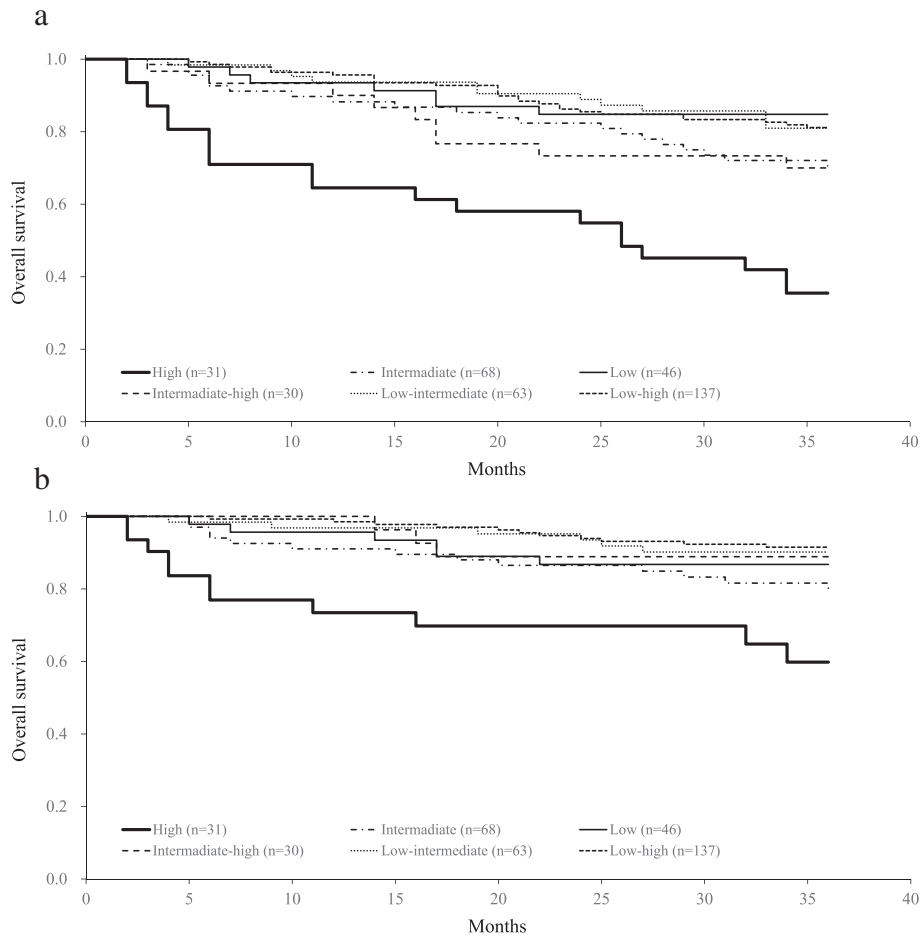 a
1.0
0.8
0.6
0.4
0.2
0.0
Overall survival
High (n=31) Intermadiate (n=68) Low (n=46)
Intermadiate-high (n=30) Low-intermediate (n=63) Low-high (n=137)
0 5 10 15 20 25 30 35 40
Months
b
1.0
0.8
0.6
0.4
0.2
0.0
Overall survival
High (n=31) Intermadiate (n=68) Low (n=46)
Intermadiate-high (n=30) Low-intermediate (n=63) Low-high (n=137)
0 5 10 15 20 25 30 35 40
Months